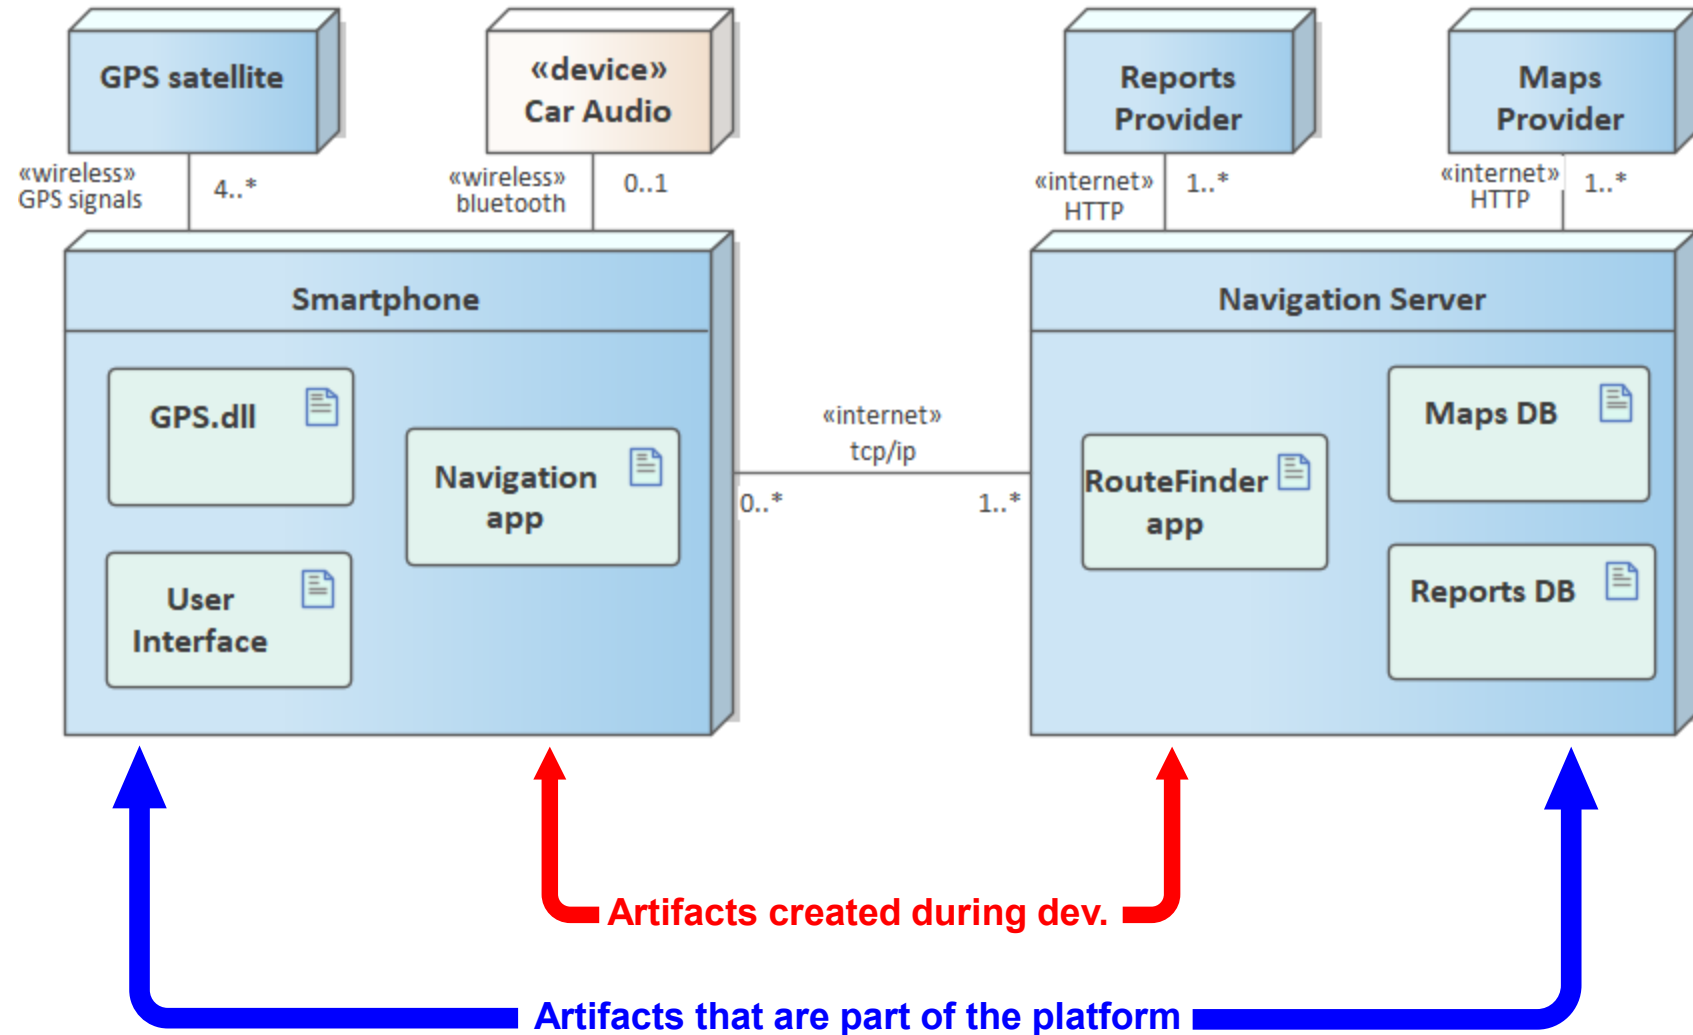 GPS satellite
«device»
Car Audio
Reports
Provider
Maps
Provider
«wireless»
GPS signals
4..*
«wireless»
bluetooth
0..1
«internet»
HTTP
1..*
«internet»
HTTP
1..*
Smartphone
GPS.dll
Navigation
app
User
Interface
«internet»
tcp/ip
0..*
1..*
Navigation Server
RouteFinder
app
Maps DB
Reports DB
Artifacts created during dev.
Artifacts that are part of the platform